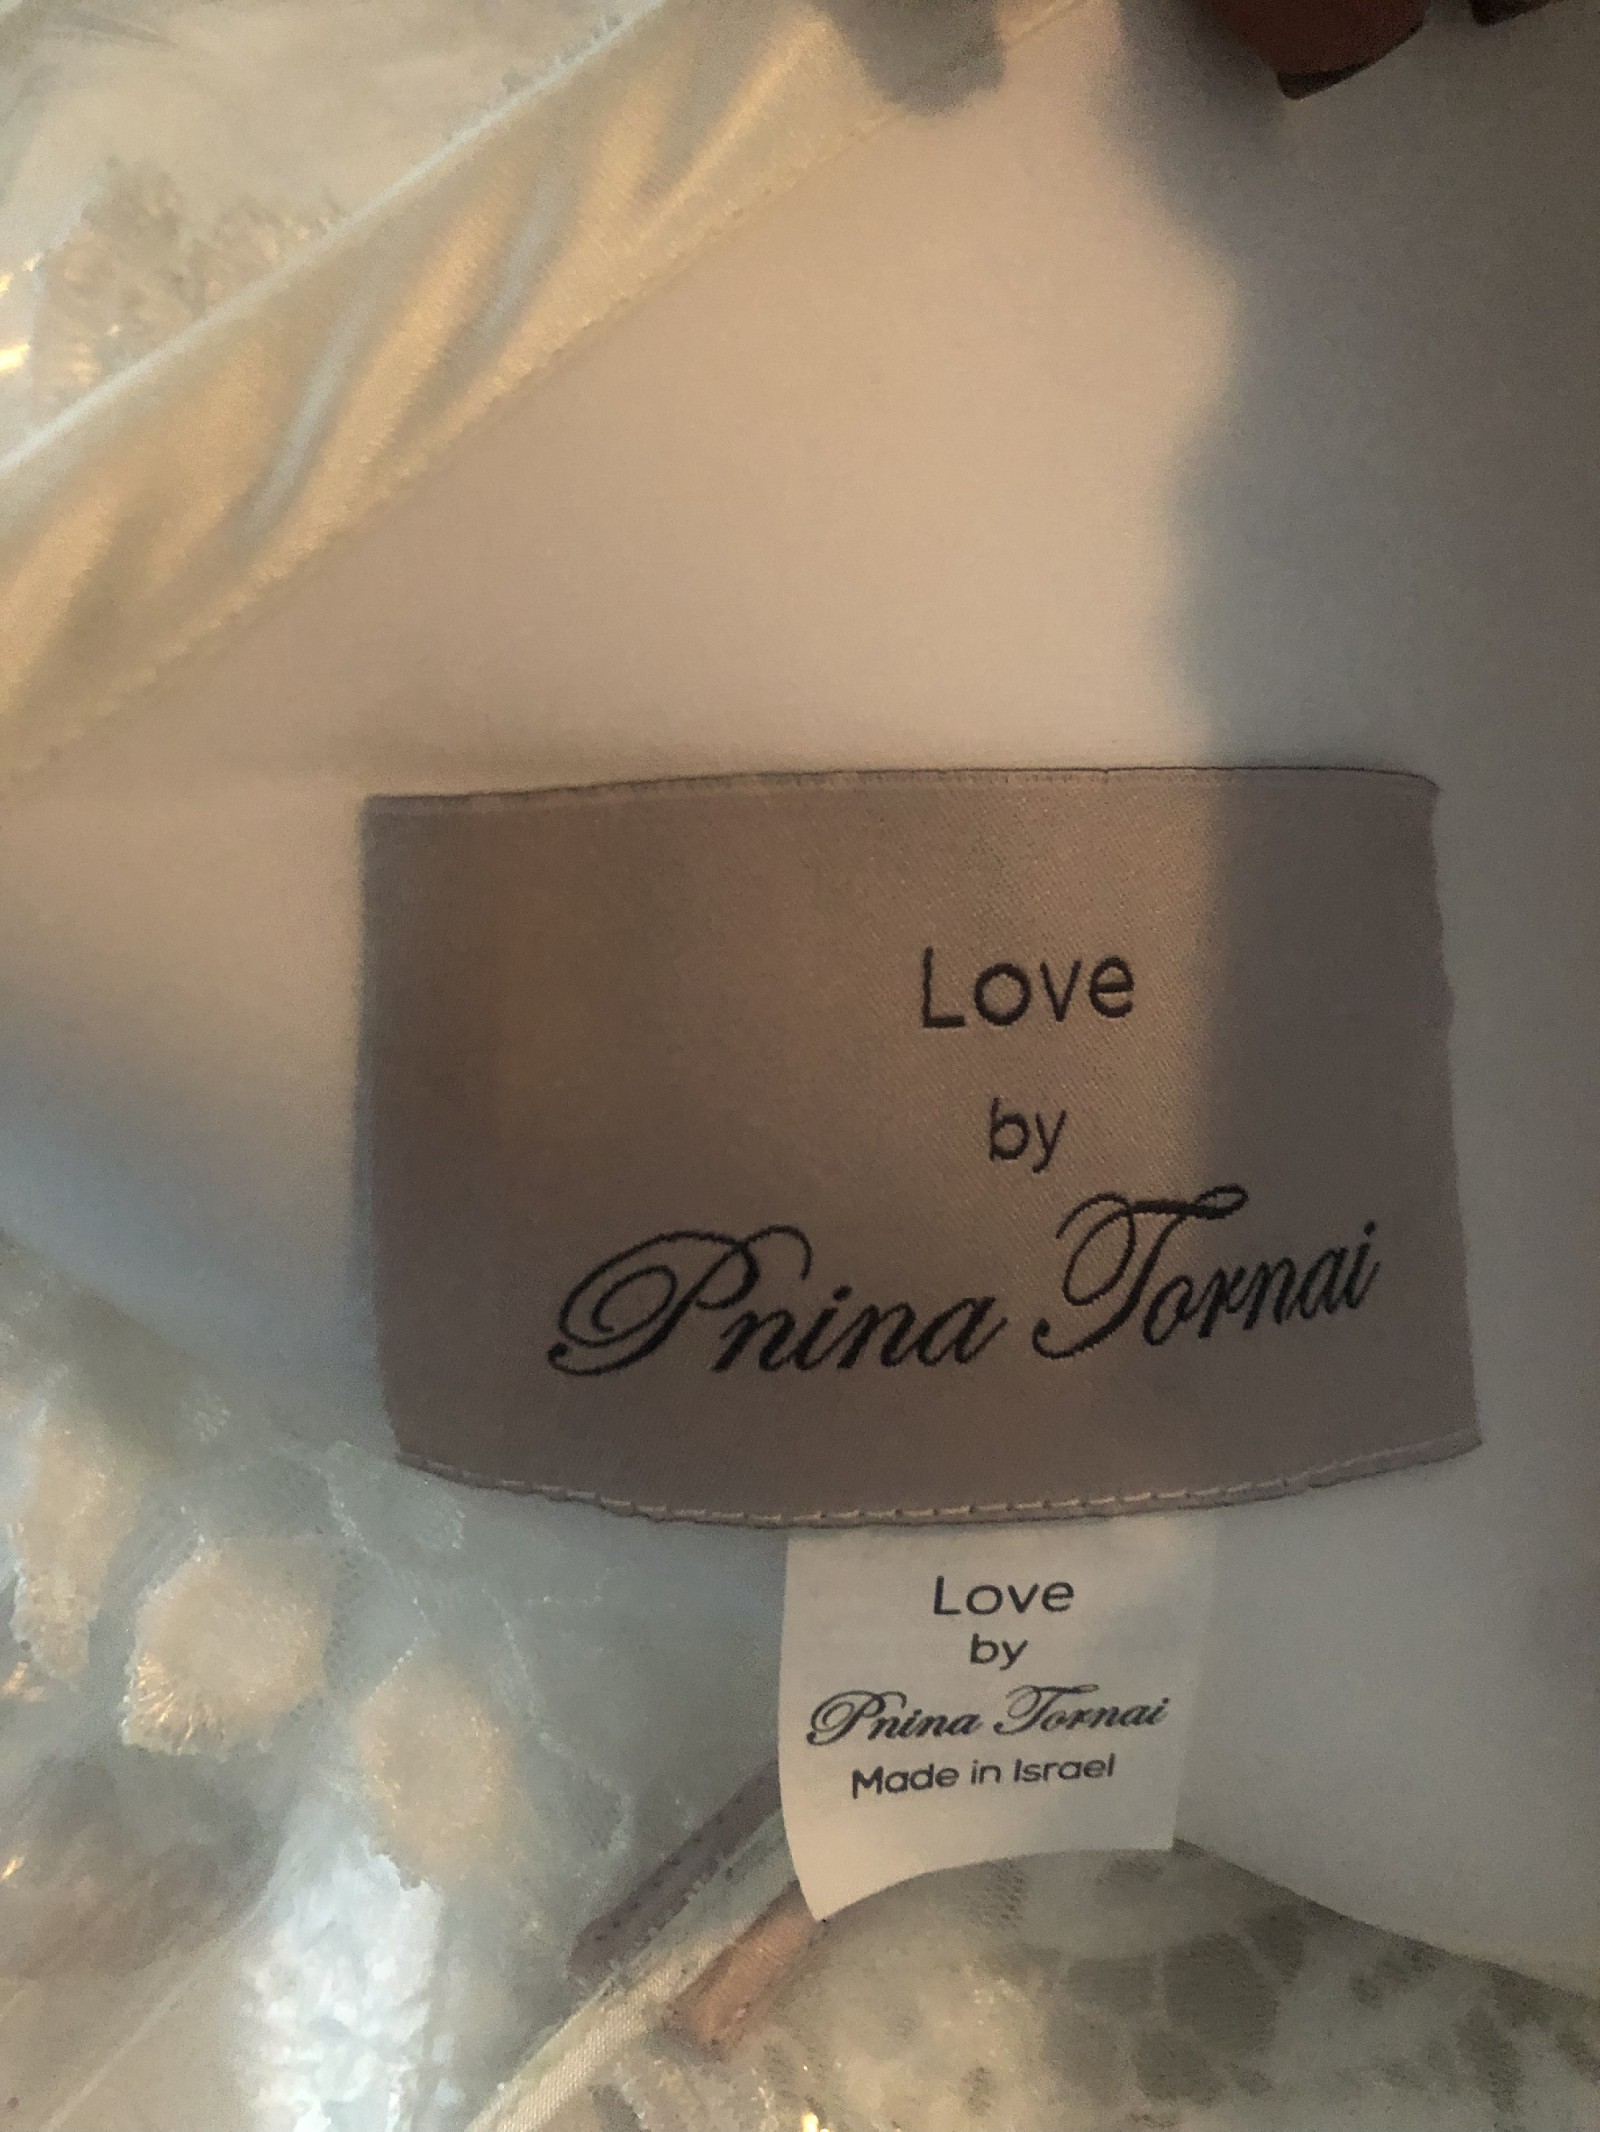 Love
by
Pnina Tornai
Love
by
Pnina Tornai
Made in Israel